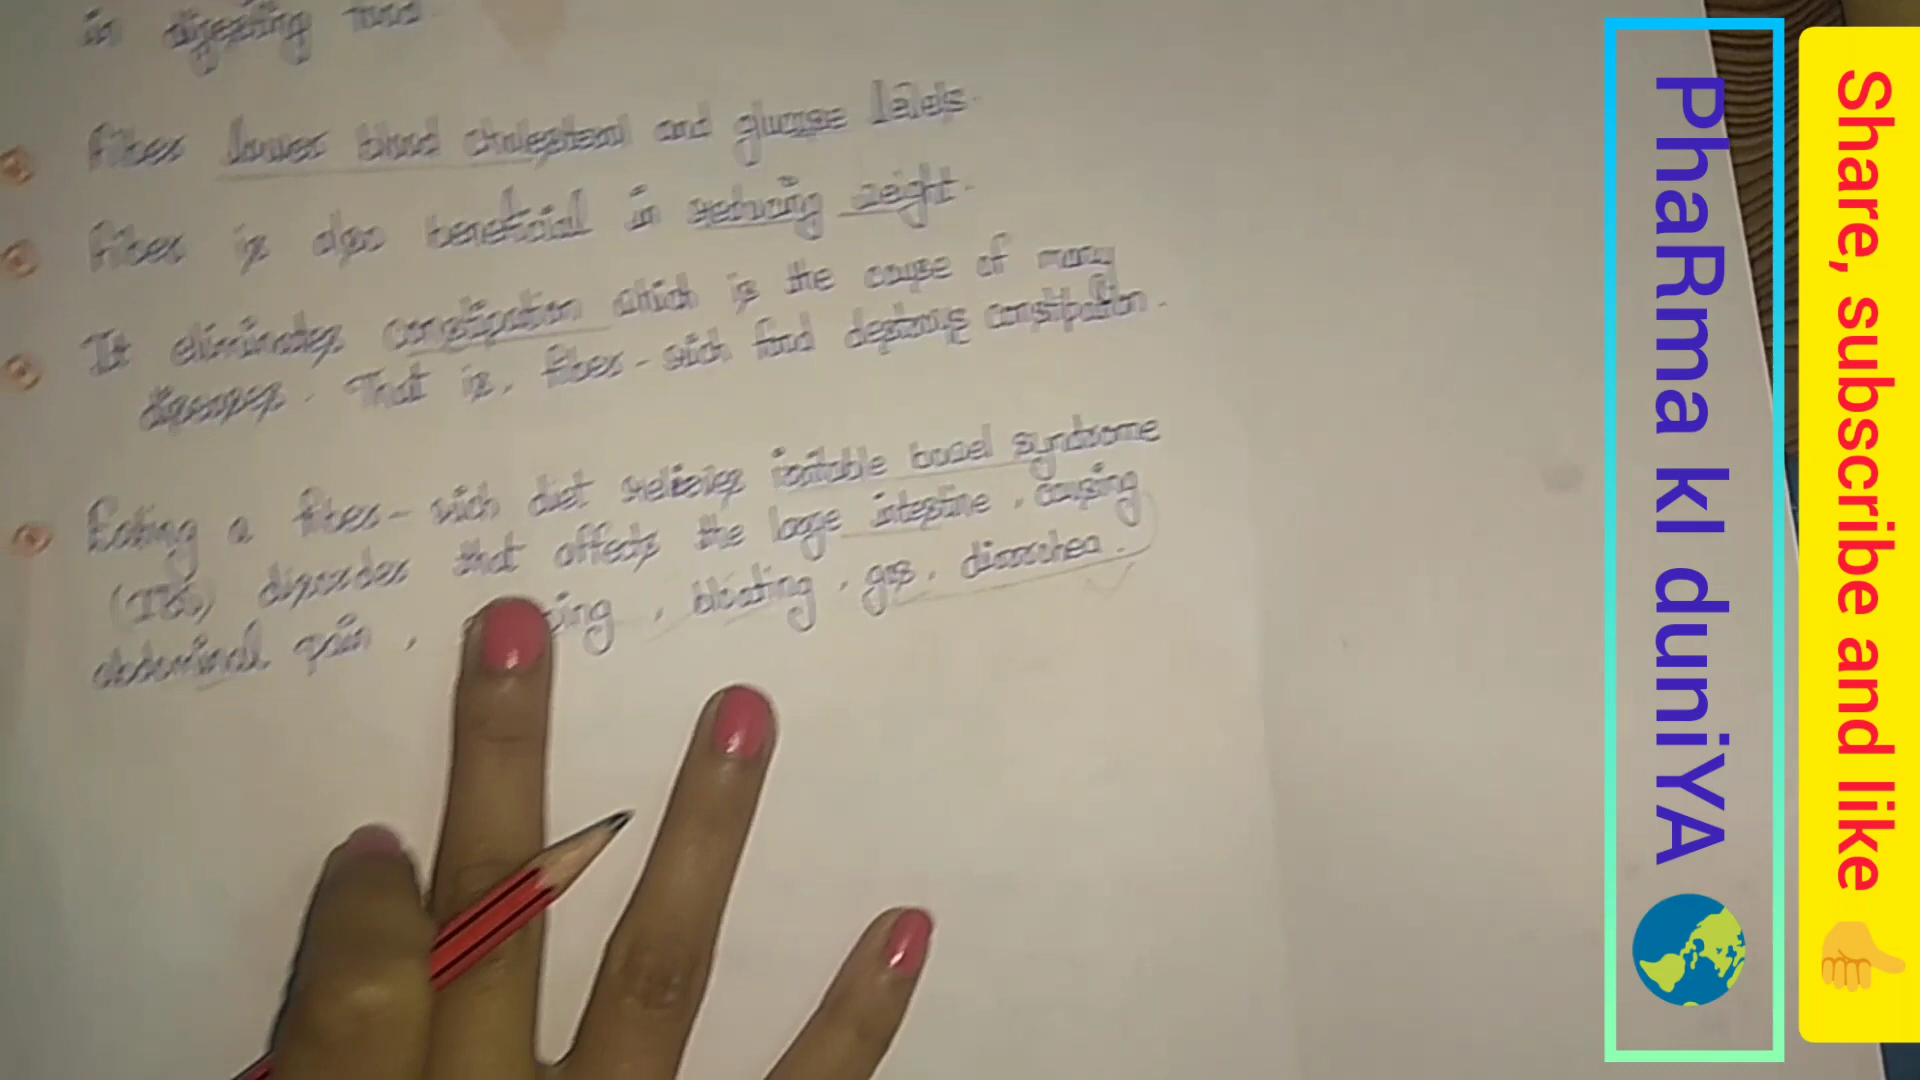 in digesting food.
Fiber lower blood cholesterol and glucose levels.
Fiber is also beneficial in reducing weight.
It eliminates constipation which is the cause of many
diseases. That is, fiber-rich food destroys constipation.
Eating a fiber-rich diet relieves irritable bowel syndrome
(IBS) disorder that affects the large intestine, causing
abdominal pain, ping, bloating, gas, diarrhea.
PhaRma kI duniYA
Share, subscribe and like